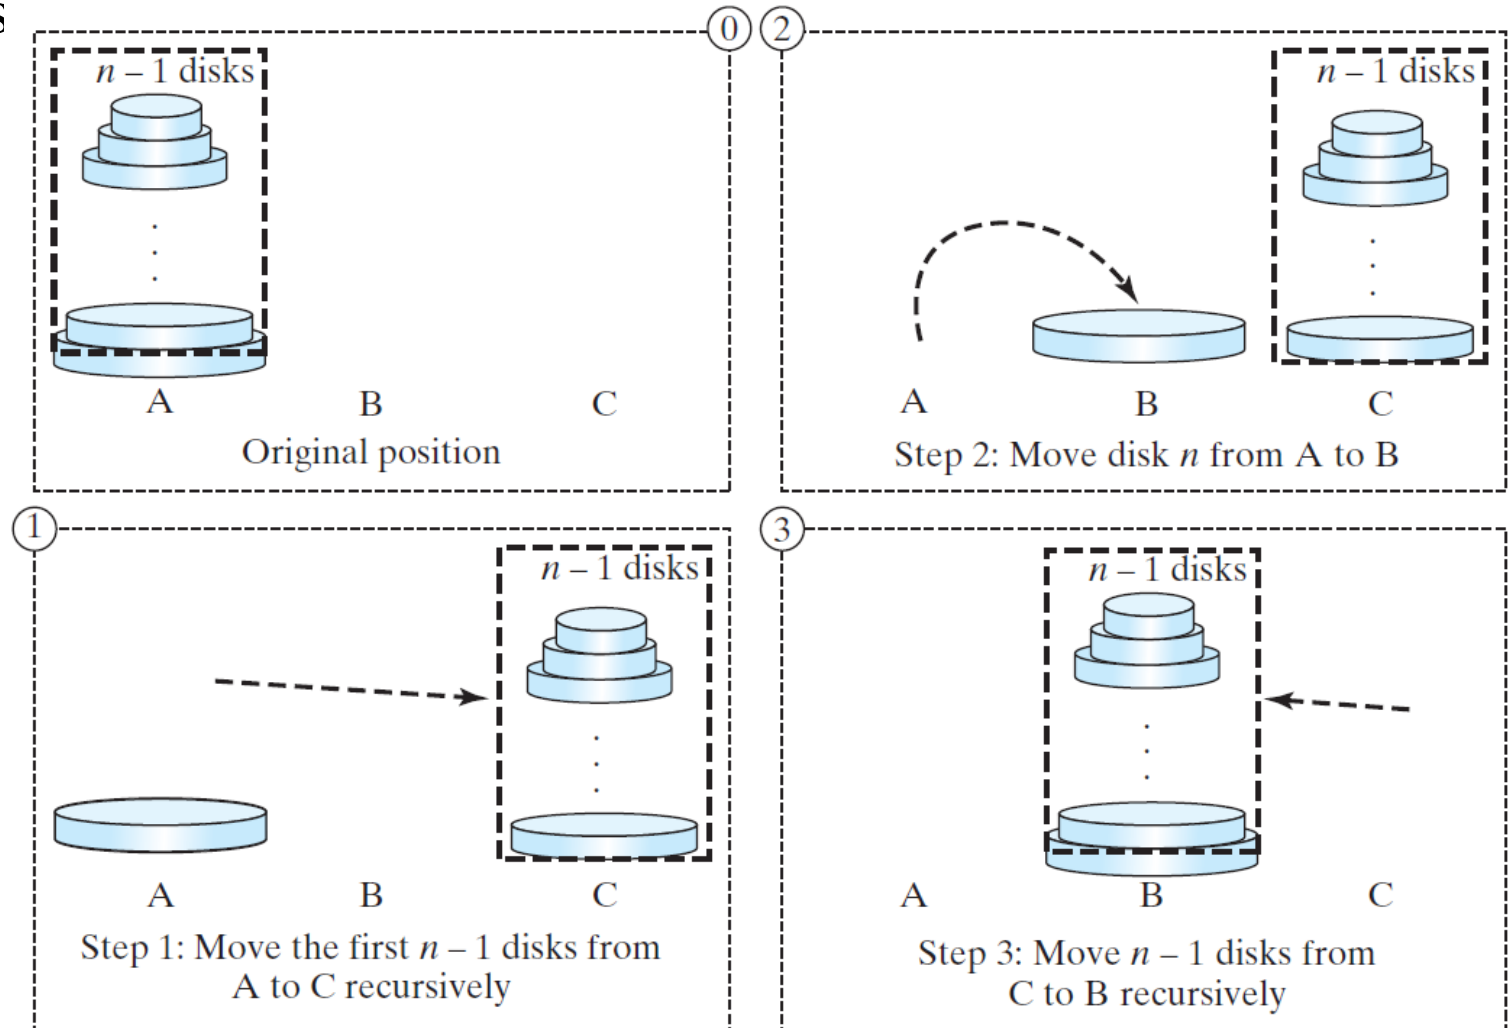 s
0
n – 1 disks
A B C
Original position
2
n – 1 disks
A B C
Step 2: Move disk n from A to B
1
n – 1 disks
A B C
Step 1: Move the first n – 1 disks from
A to C recursively
3
n – 1 disks
A B C
Step 3: Move n – 1 disks from
C to B recursively